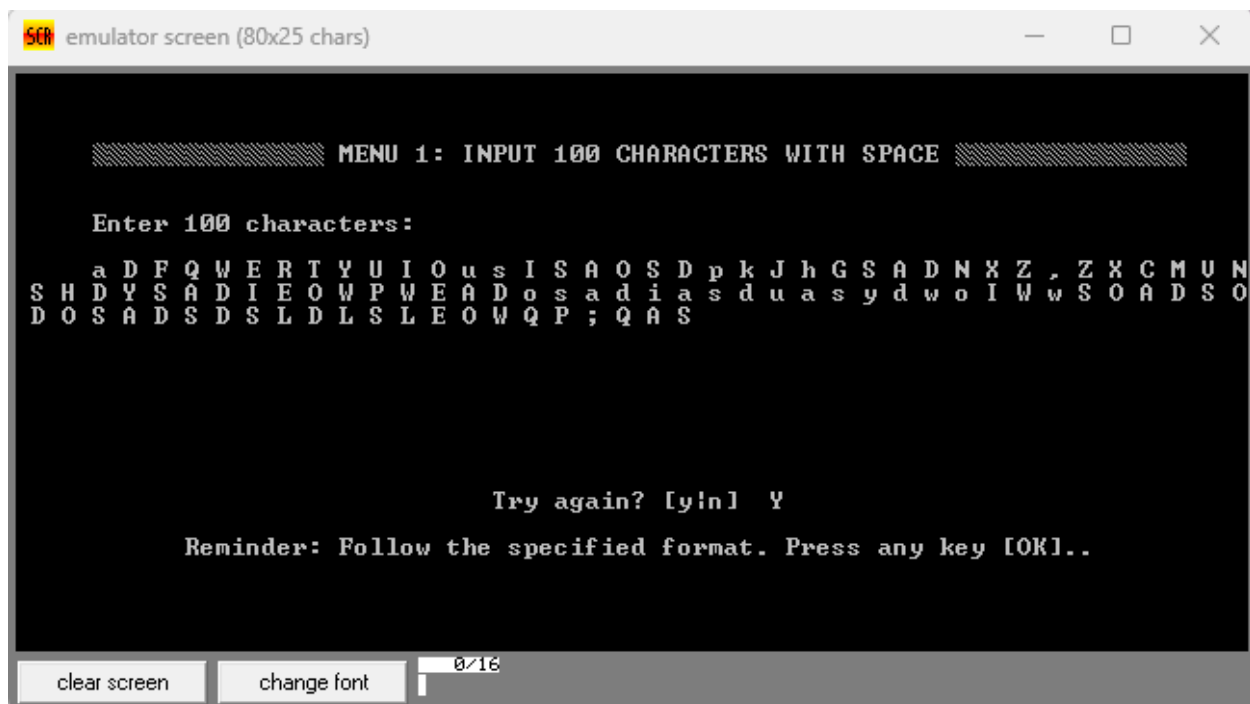 SCR emulator screen (80x25 chars)
MENU 1: INPUT 100 CHARACTERS WITH SPACE
Enter 100 characters:
a D F Q W E R T Y U I O u s I S A O S D p k J h G S A D N X Z , Z X C M V N
S H D Y S A D I E O W P W E A D o s a d i a s d u a s y d w o I W w S O A D S O
D O S A D S D S L D L S L E O W Q P ; Q A S
Try again? [y|n] Y
Reminder: Follow the specified format. Press any key [OK]..
0/16
clear screen change font